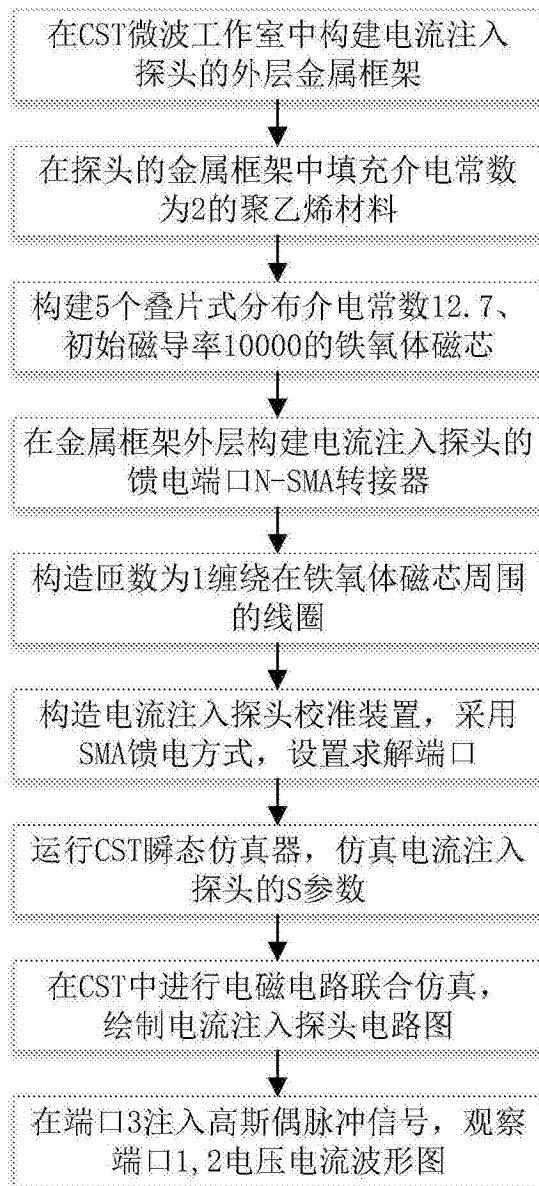 在CST微波工作室中构建电流注入
探头的外层金属框架
在探头的金属框架中填充介电常数
为2的聚乙烯材料
构建5个叠片式分布介电常数12.7、
初始磁导率10000的铁氧体磁芯
在金属框架外层构建电流注入探头的
馈电端口N-SMA转接器
构造匝数为1缠绕在铁氧体磁芯周围
的线圈
构造电流注入探头校准装置，采用
SMA馈电方式，设置求解端口
运行CST瞬态仿真器，仿真电流注入
探头的S参数
在CST中进行电磁电路联合仿真，
绘制电流注入探头电路图
在端口3注入高斯偶脉冲信号，观察
端口1,2电压电流波形图